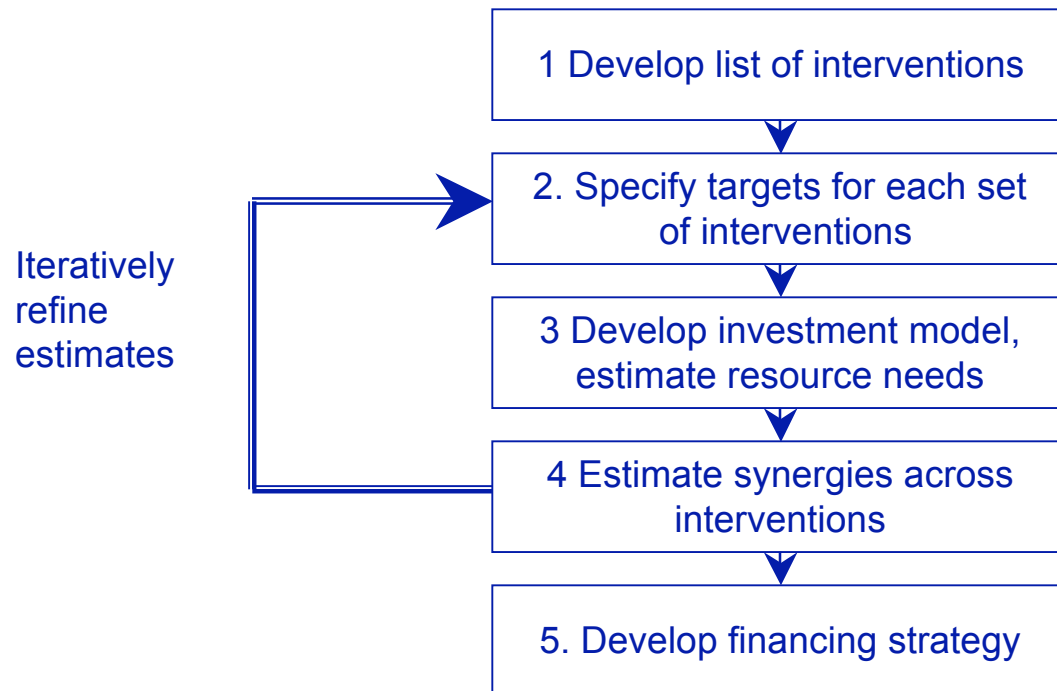 1 Develop list of interventions
2. Specify targets for each set
of interventions
Iteratively
refine
estimates
3 Develop investment model,
estimate resource needs
4 Estimate synergies across
interventions
5. Develop financing strategy